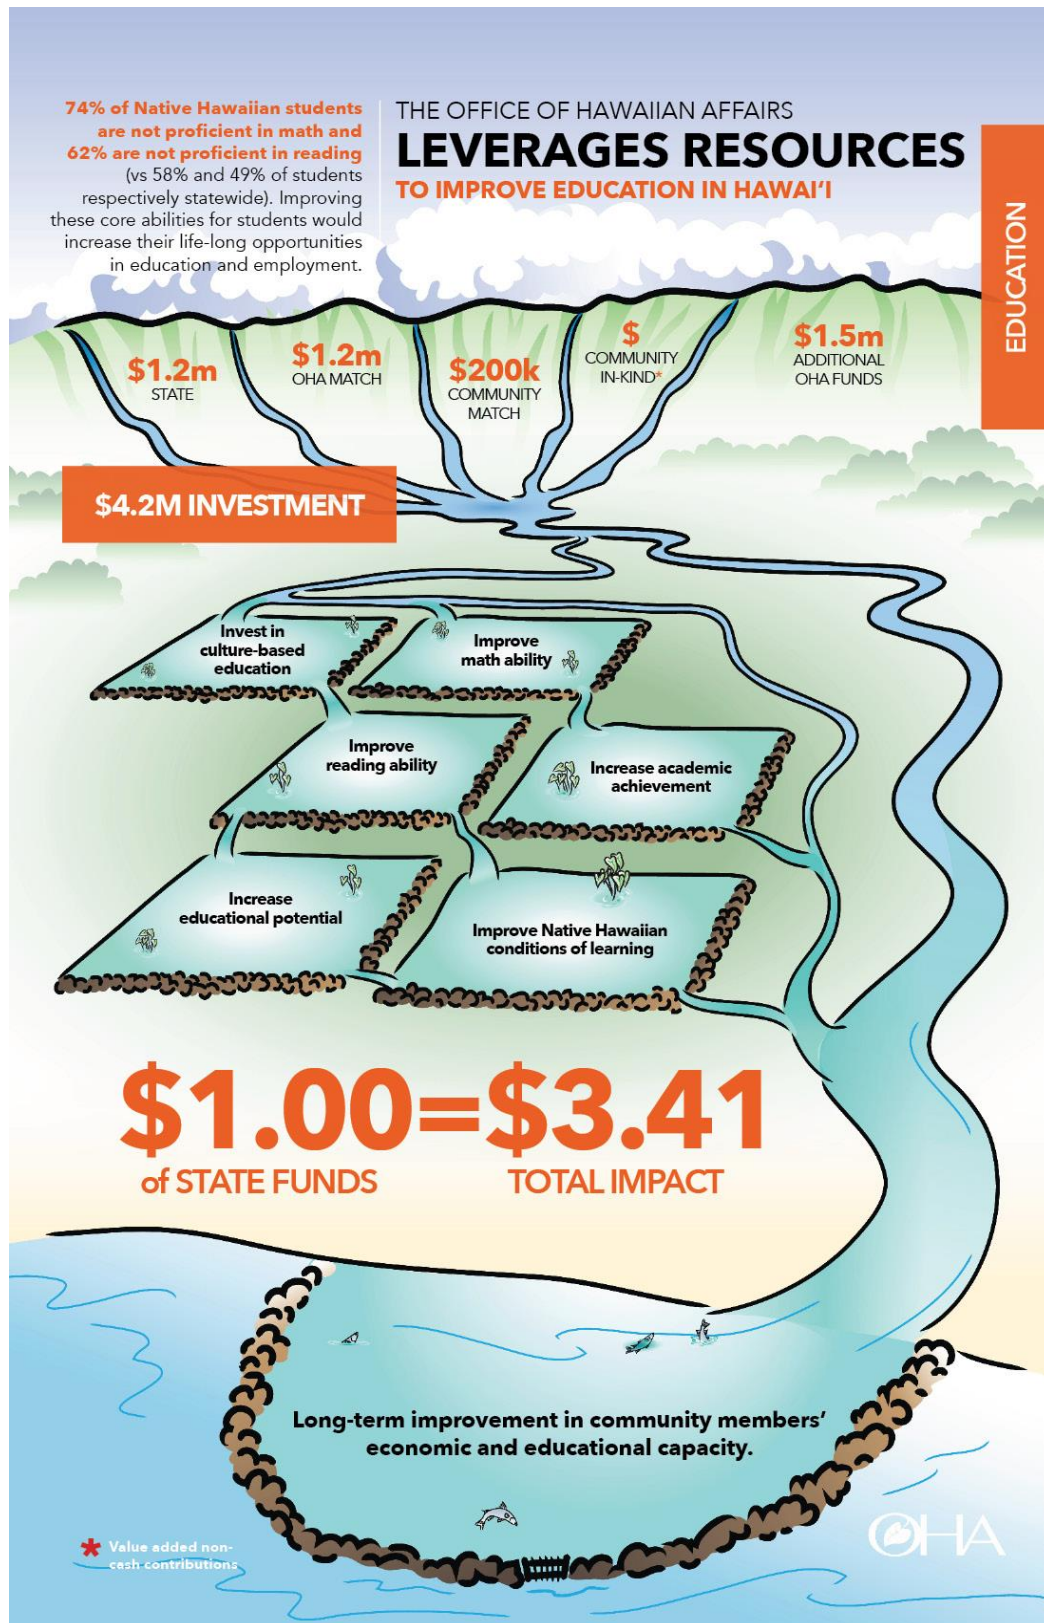 74% of Native Hawaiian students
are not proficient in math and
62% are not proficient in reading
(vs 58% and 49% of students
respectively statewide). Improving
these core abilities for students would
increase their life-long opportunities
in education and employment.
THE OFFICE OF HAWAIIAN AFFAIRS
LEVERAGES RESOURCES
TO IMPROVE EDUCATION IN HAWAIʻI
EDUCATION
$1.2m
STATE
$1.2m
OHA MATCH
$200k
COMMUNITY
MATCH
$
COMMUNITY
IN-KIND*
$1.5m
ADDITIONAL
OHA FUNDS
$4.2M INVESTMENT
Invest in
culture-based
education
Improve
math ability
Improve
reading ability
Increase academic
achievement
Increase
educational potential
Improve Native Hawaiian
conditions of learning
$1.00=$3.41
of STATE FUNDS
TOTAL IMPACT
Long-term improvement in community members’
economic and educational capacity.
* Value added non-
cash contributions
OHA